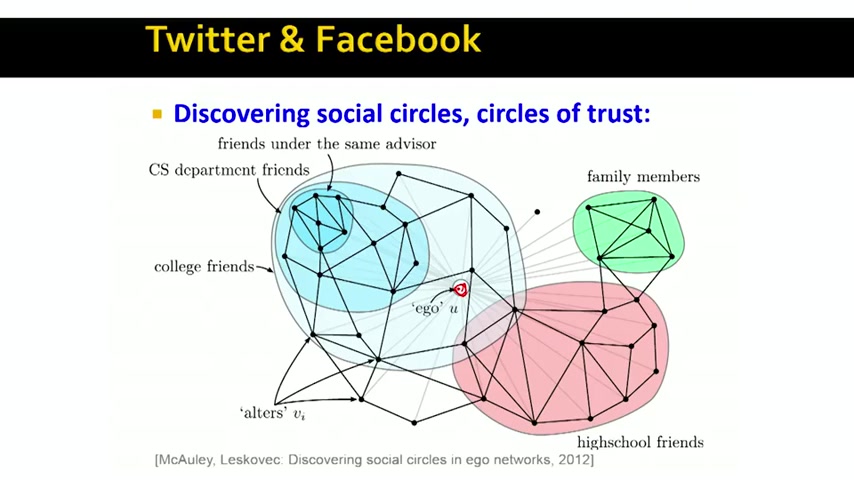 Twitter & Facebook
Discovering social circles, circles of trust:
friends under the same advisor
CS department friends
family members
college friends
'ego' u
'alters' vi
highschool friends
[McAuley, Leskovec: Discovering social circles in ego networks, 2012]